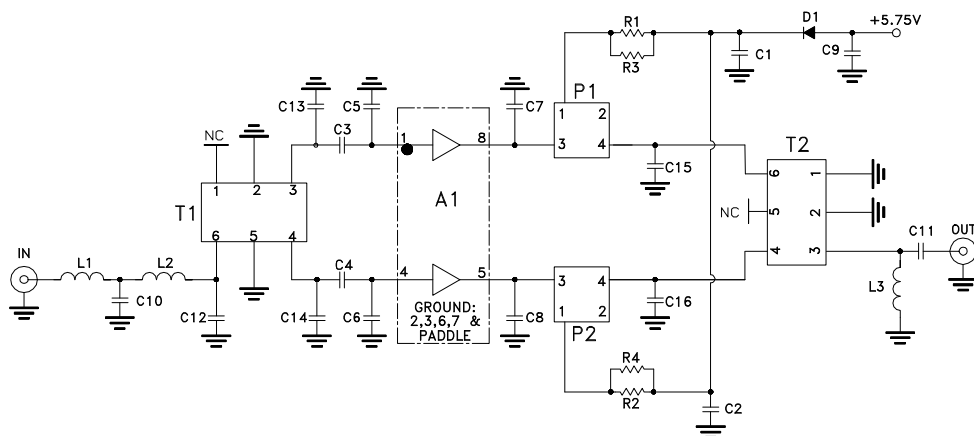 R1
D1
+5.75V
C1
C9
R3
P1
1 2
3 4
C13
C5
C7
C3
NC
1 8
A1
T1
1 2 3
6 5 4
C15
T2
6 1
5 2
4 3
NC
C11
OUT
IN
L1
L2
C10
C12
C4
4 5
C14
C6
GROUND:
2,3,6,7 &
PADDLE
C8
3 4
1 2
P2
C16
L3
R4
R2
C2